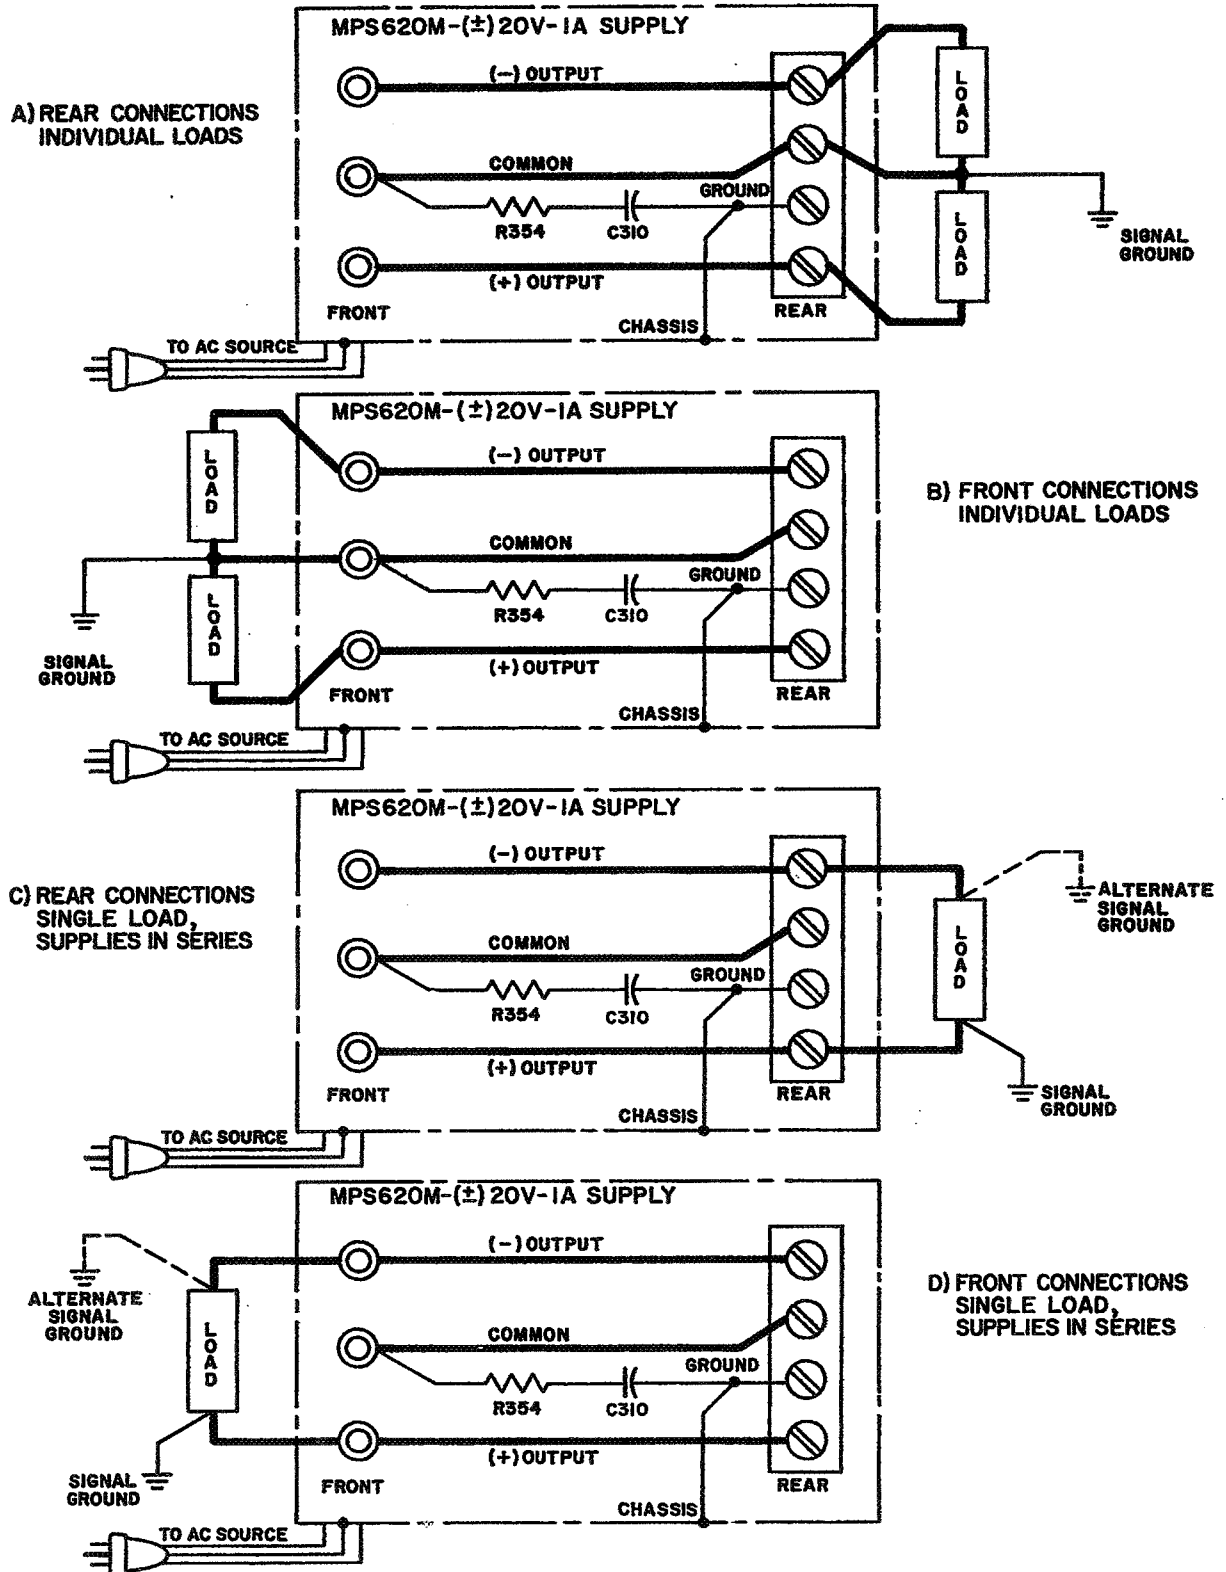 MPS620M-(±)20V-1A SUPPLY
(-) OUTPUT
A) REAR CONNECTIONS
INDIVIDUAL LOADS
COMMON
GROUND
R354
C310
(+) OUTPUT
FRONT
REAR
CHASSIS
TO AC SOURCE
LOAD
LOAD
SIGNAL
GROUND
MPS620M-(±)20V-1A SUPPLY
(-) OUTPUT
B) FRONT CONNECTIONS
INDIVIDUAL LOADS
LOAD
LOAD
COMMON
GROUND
R354
C310
SIGNAL
GROUND
(+) OUTPUT
FRONT
REAR
CHASSIS
TO AC SOURCE
MPS620M-(±)20V-1A SUPPLY
(-) OUTPUT
C) REAR CONNECTIONS
SINGLE LOAD,
SUPPLIES IN SERIES
ALTERNATE
SIGNAL
GROUND
LOAD
COMMON
GROUND
R354
C310
(+) OUTPUT
FRONT
REAR
SIGNAL
GROUND
CHASSIS
TO AC SOURCE
MPS620M-(±)20V-1A SUPPLY
(-) OUTPUT
ALTERNATE
SIGNAL
GROUND
LOAD
D) FRONT CONNECTIONS
SINGLE LOAD,
SUPPLIES IN SERIES
COMMON
GROUND
R354
C310
(+) OUTPUT
SIGNAL
GROUND
FRONT
REAR
CHASSIS
TO AC SOURCE